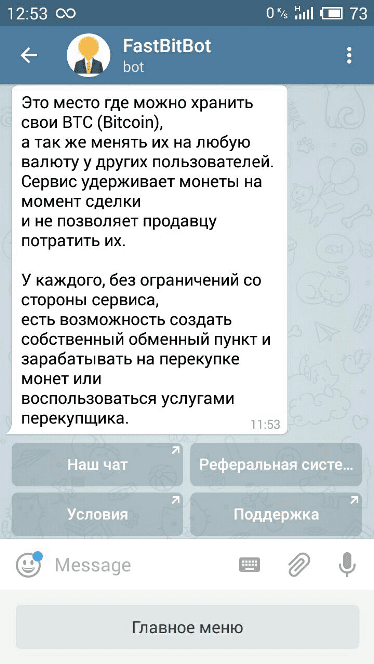 12:53 0 K/s 73
FastBitBot
bot
Это место где можно хранить
свои BTC (Bitcoin),
а так же менять их на любую
валюту у других пользователей.
Сервис удерживает монеты на
момент сделки
и не позволяет продавцу
потратить их.
У каждого, без ограничений со
стороны сервиса,
есть возможность создать
собственный обменный пункт и
зарабатывать на перекупке
монет или
воспользоваться услугами
перекупщика.
11:53
Наш чат Реферальная систе...
Условия Поддержка
Message
Главное меню